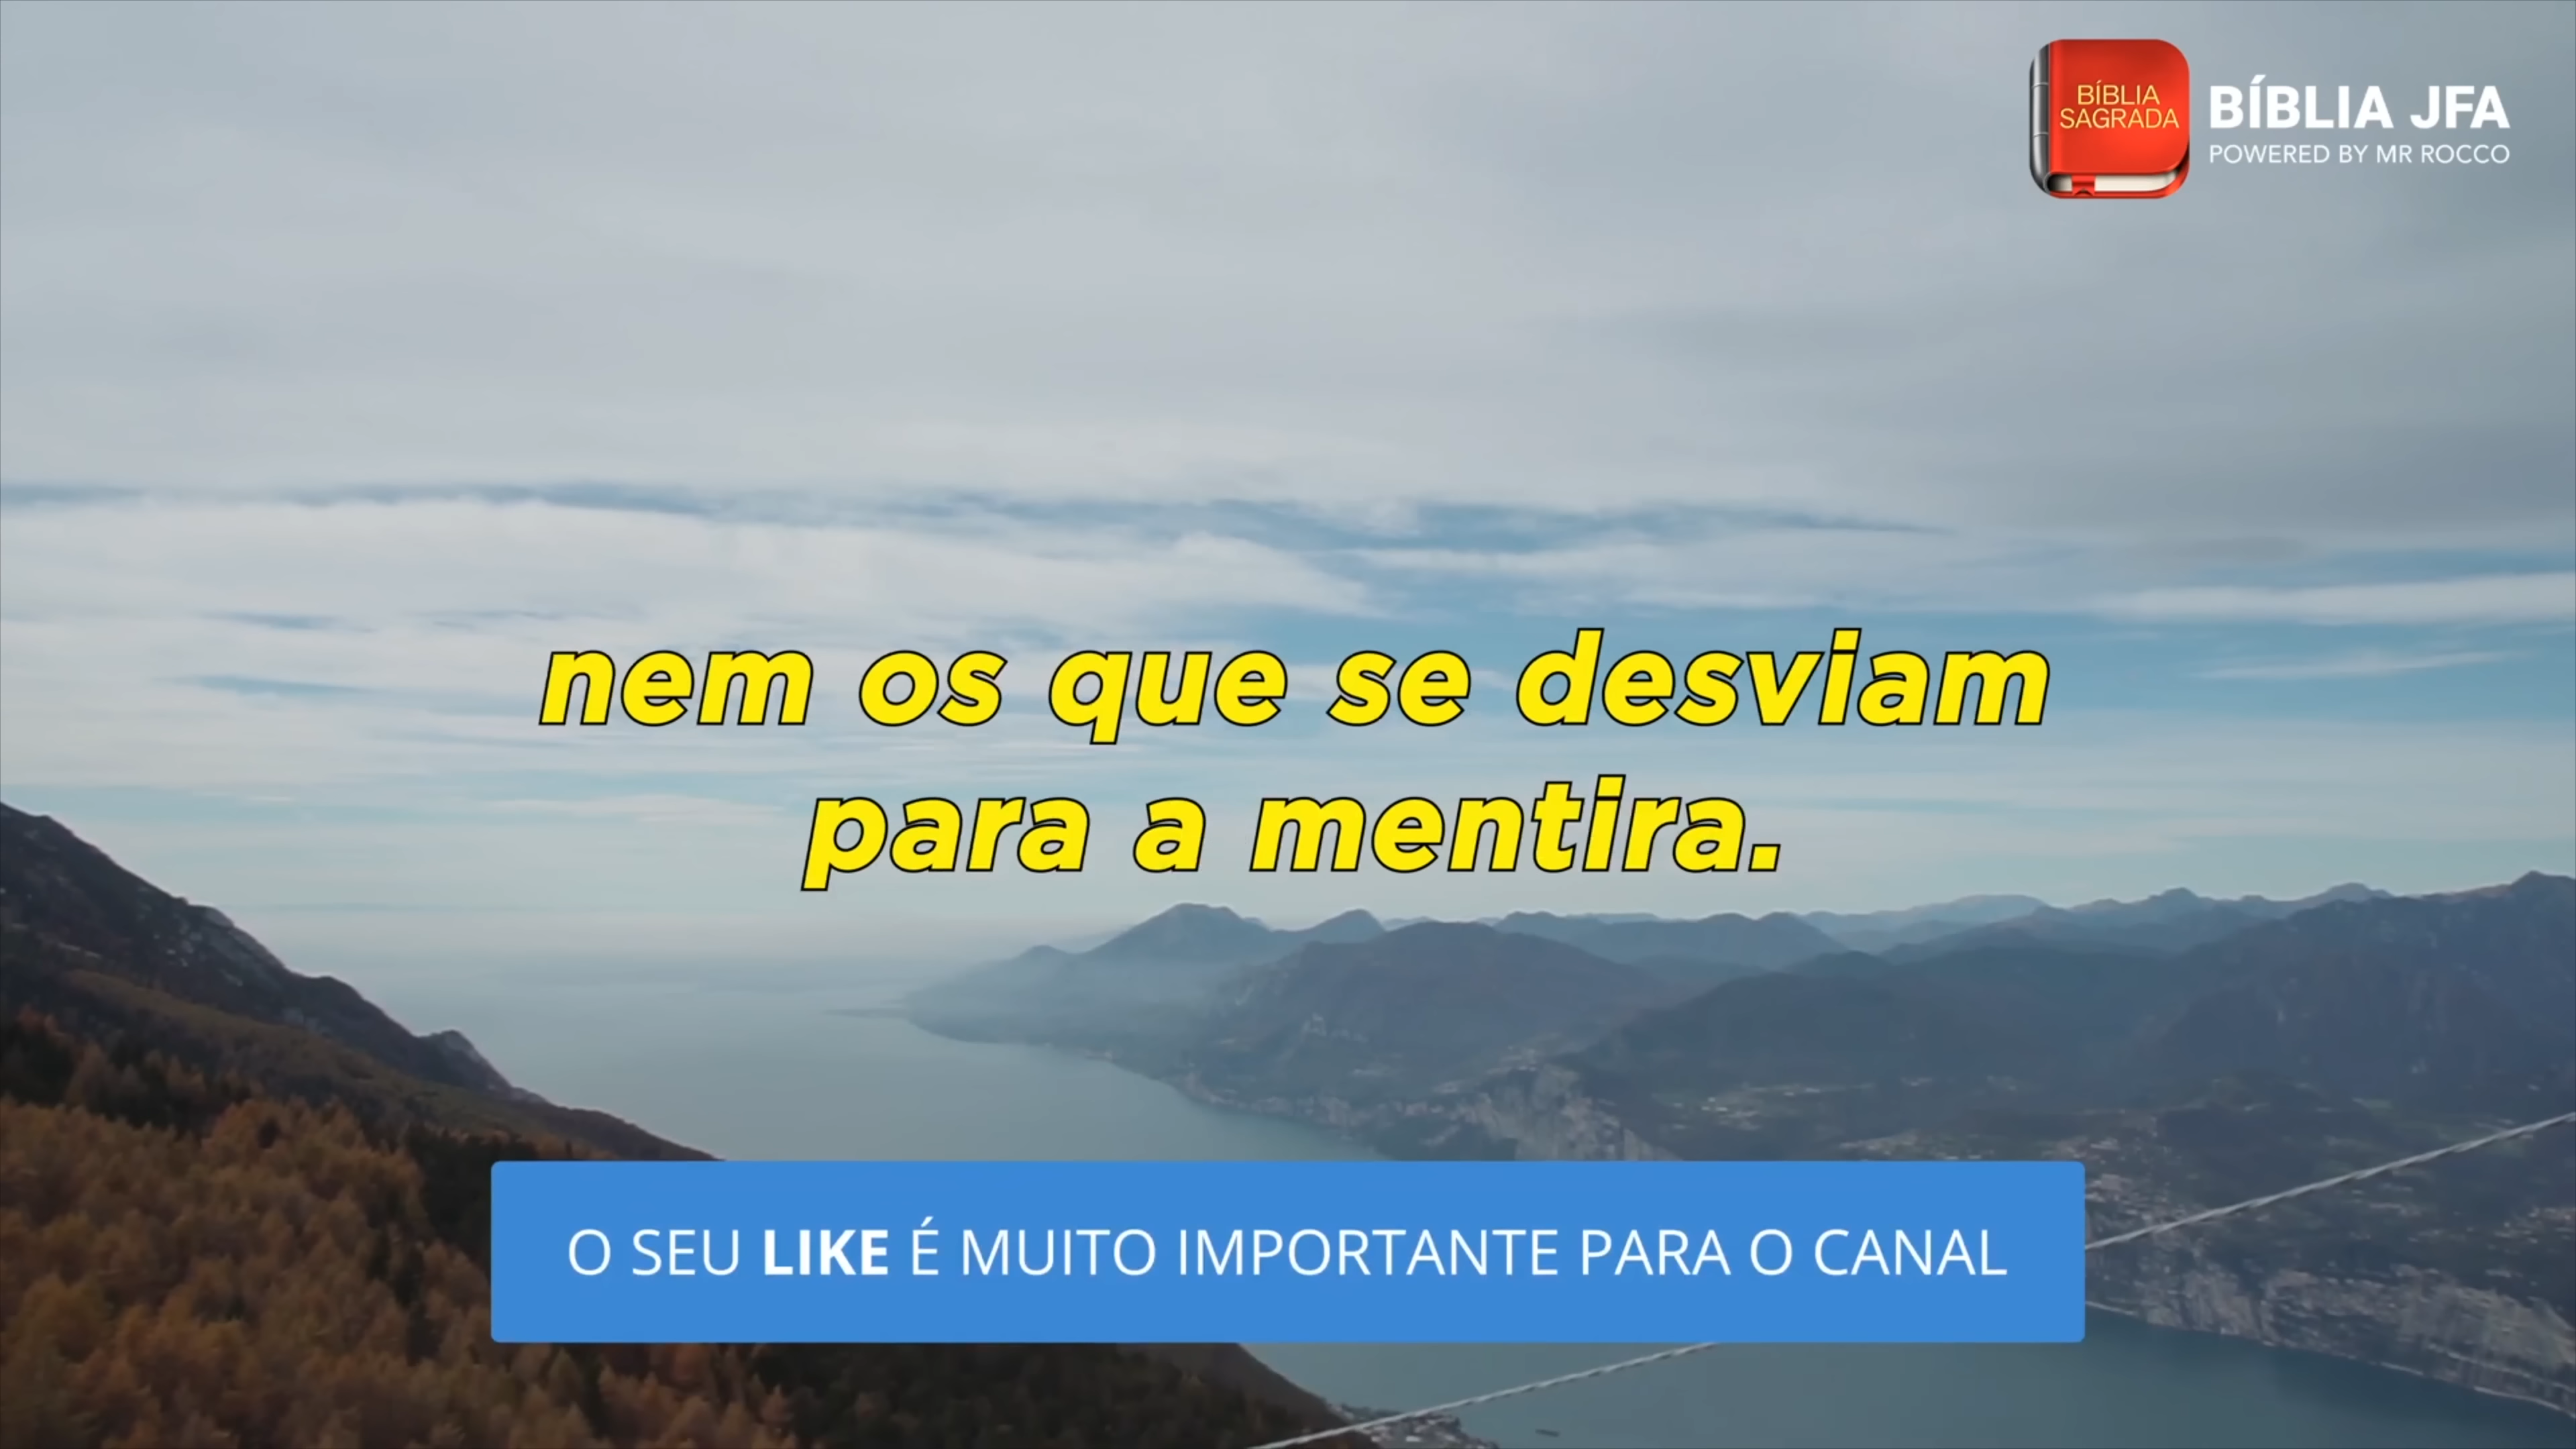 BÍBLIA
SAGRADA
BÍBLIA JFA
POWERED BY MR ROCCO
nem os que se desviam
para a mentira.
O SEU LIKE É MUITO IMPORTANTE PARA O CANAL